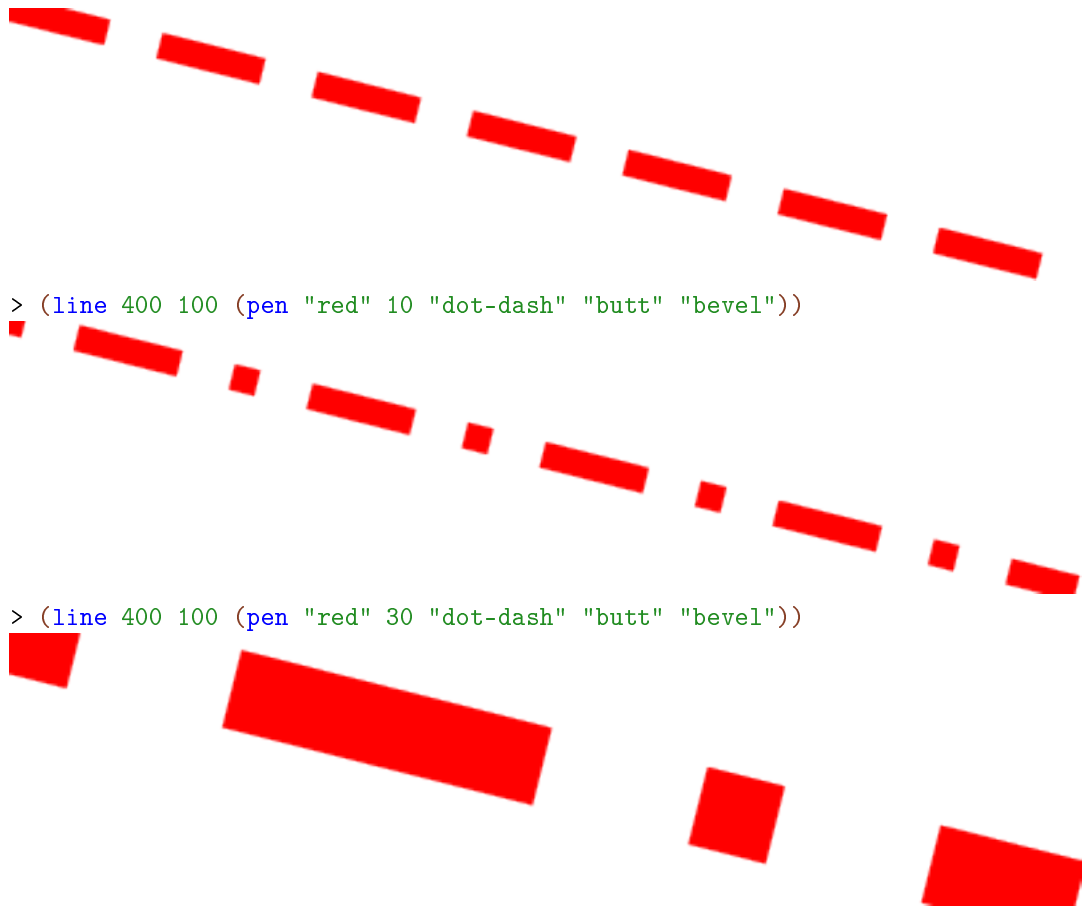 > (line 400 100 (pen "red" 10 "dot-dash" "butt" "bevel"))
> (line 400 100 (pen "red" 30 "dot-dash" "butt" "bevel"))